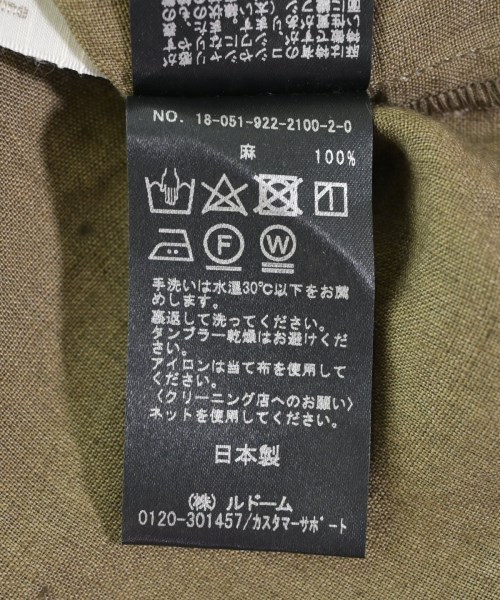 NO. 18-051-922-2100-2-0
麻 100%
F W
手洗いは水温30℃以下をお薦
めします。
裏返して洗ってください。
タンブラー乾燥はお避けくだ
さい。
アイロンは当て布を使用して
ください。
〈クリーニング店へのお願い〉
ネットを使用してください。
日本製
(株)ルドーム
0120-301457/カスタマーサポート